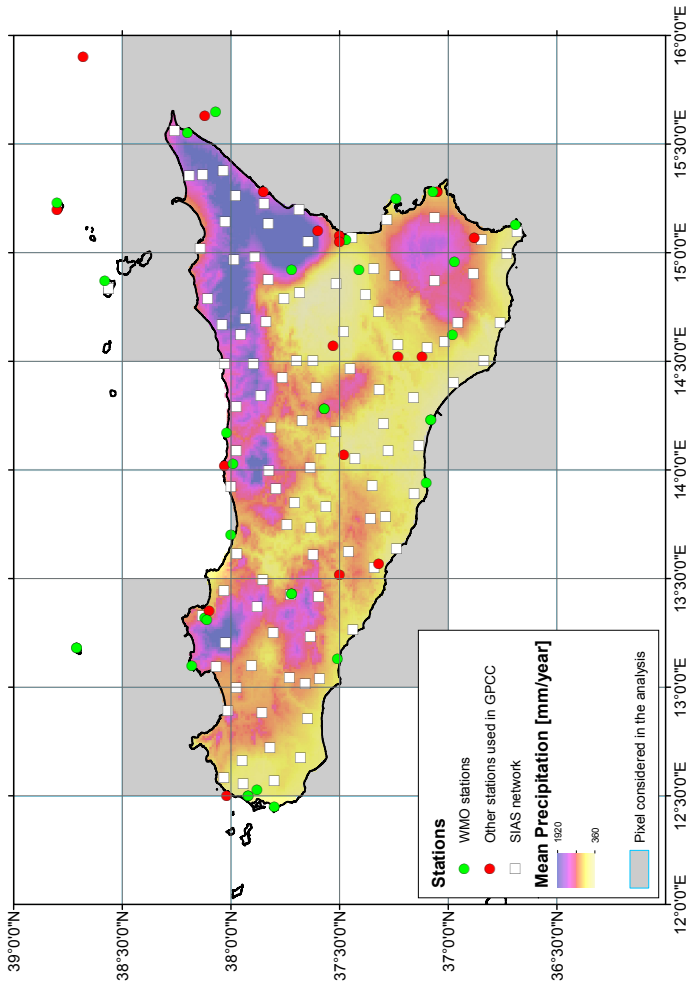 39°0'0"N
38°30'0"N
38°0'0"N
37°30'0"N
37°0'0"N
36°30'0"N
12°0'0"E
12°30'0"E
13°0'0"E
13°30'0"E
14°0'0"E
14°30'0"E
15°0'0"E
15°30'0"E
16°0'0"E
Stations
WMO stations
Other stations used in GPCC
SIAS network
Mean Precipitation [mm/year]
1920
360
Pixel considered in the analysis